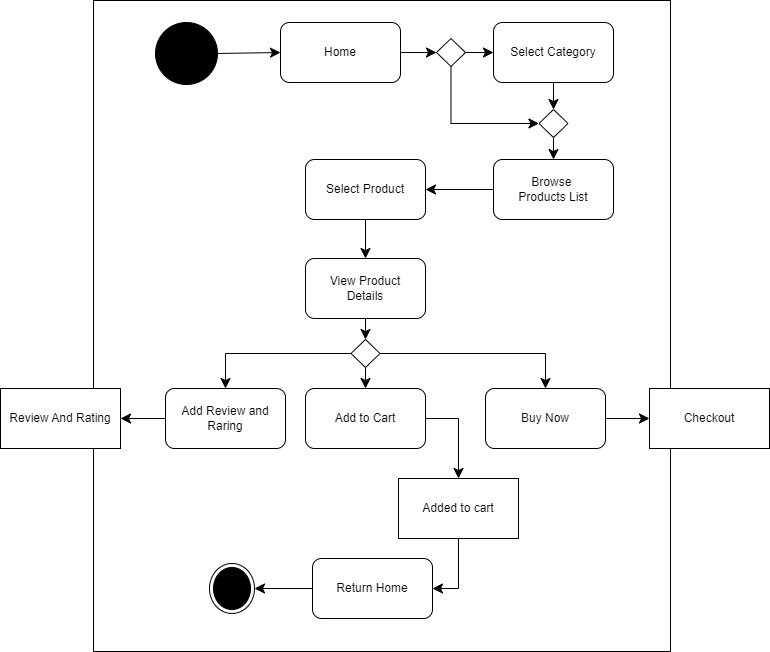 Home
Select Category
Browse
Products List
Select Product
View Product
Details
Review And Rating
Add Review and
Raring
Add to Cart
Buy Now
Checkout
Added to cart
Return Home